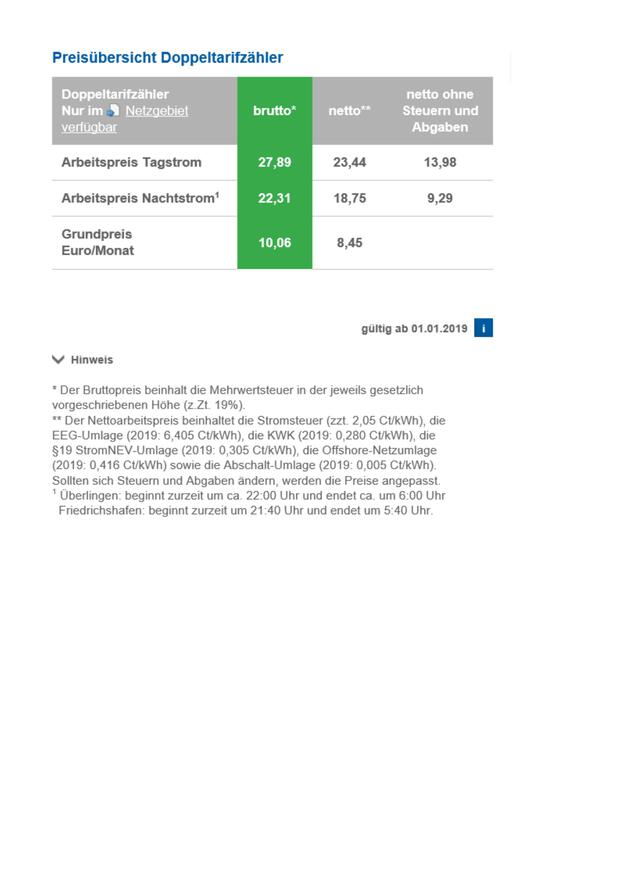 Preisübersicht Doppeltarifzähler
Doppeltarifzähler
Nur im Netzgebiet
verfügbar
brutto*
netto**
netto ohne
Steuern und
Abgaben
Arbeitspreis Tagstrom 27,89 23,44 13,98
Arbeitspreis Nachtstrom¹ 22,31 18,75 9,29
Grundpreis
Euro/Monat
10,06 8,45
gültig ab 01.01.2019 i
Hinweis
* Der Bruttopreis beinhalt die Mehrwertsteuer in der jeweils gesetzlich
vorgeschriebenen Höhe (z.Zt. 19%).
** Der Nettoarbeitspreis beinhaltet die Stromsteuer (zzt. 2,05 Ct/kWh), die
EEG-Umlage (2019: 6,405 Ct/kWh), die KWK (2019: 0,280 Ct/kWh), die
§19 StromNEV-Umlage (2019: 0,305 Ct/kWh), die Offshore-Netzumlage
(2019: 0,416 Ct/kWh) sowie die Abschalt-Umlage (2019: 0,005 Ct/kWh).
Sollten sich Steuern und Abgaben ändern, werden die Preise angepasst.
¹ Überlingen: beginnt zurzeit um ca. 22:00 Uhr und endet ca. um 6:00 Uhr
Friedrichshafen: beginnt zurzeit um 21:40 Uhr und endet um 5:40 Uhr.